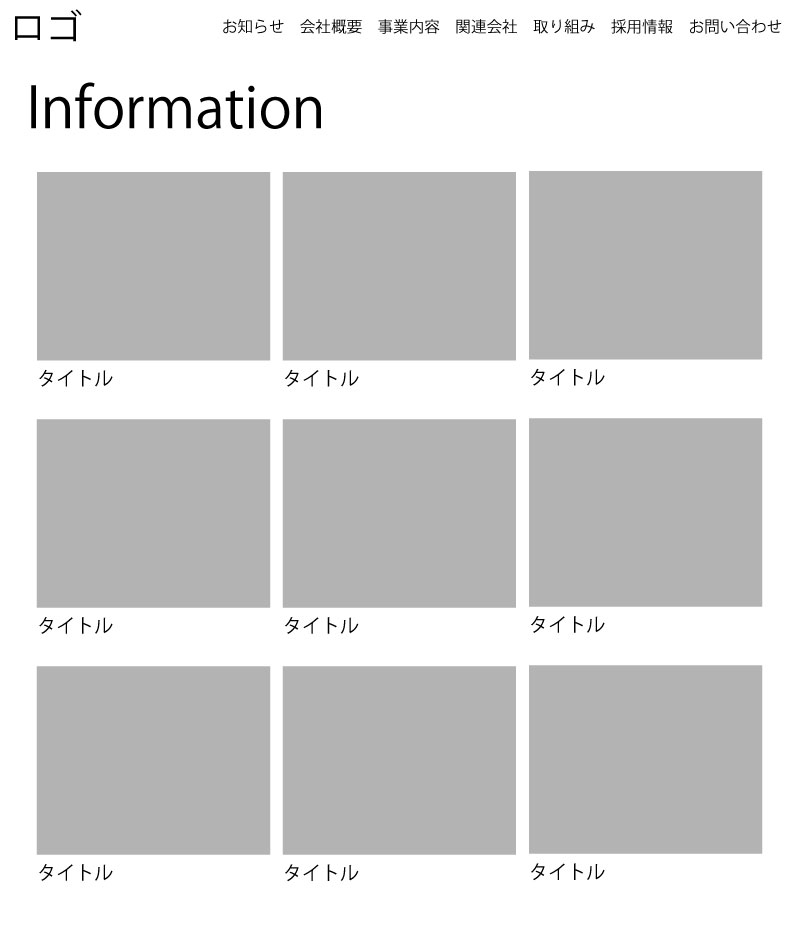 ロゴ
お知らせ 会社概要 事業内容 関連会社 取り組み 採用情報 お問い合わせ
Information
タイトル タイトル タイトル
タイトル タイトル タイトル
タイトル タイトル タイトル